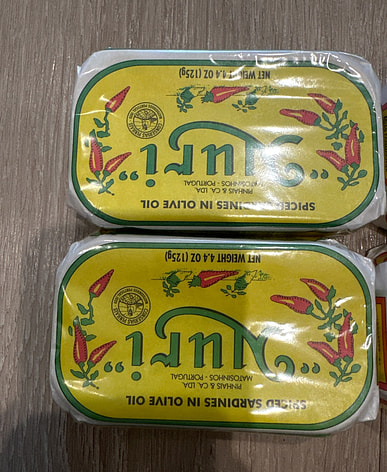 SPICED SARDINES IN OLIVE OIL
PINHAIS & CA, LDA
MATOSINHOS - PORTUGAL
"Nuri"
NET WEIGHT 4.4 OZ (125g)
SPICED SARDINES IN OLIVE OIL
PINHAIS & CA, LDA
MATOSINHOS - PORTUGAL
"Nuri"
NET WEIGHT 4.4 OZ (125g)